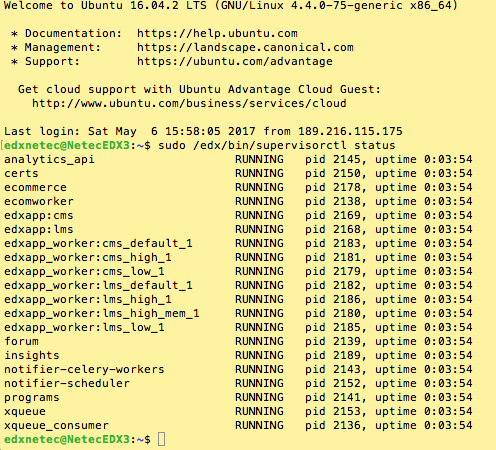 Welcome to Ubuntu 16.04.2 LTS (GNU/Linux 4.4.0-75-generic x86_64)
* Documentation:  https://help.ubuntu.com
* Management:     https://landscape.canonical.com
* Support:        https://ubuntu.com/advantage
Get cloud support with Ubuntu Advantage Cloud Guest:
http://www.ubuntu.com/business/services/cloud
Last login: Sat May  6 15:58:05 2017 from 189.216.115.175
[edxnetec@NetecEDX3:~$ sudo /edx/bin/supervisorctl status
analytics_api                    RUNNING   pid 2145, uptime 0:03:54
certs                            RUNNING   pid 2150, uptime 0:03:54
ecommerce                        RUNNING   pid 2178, uptime 0:03:54
ecomworker                       RUNNING   pid 2138, uptime 0:03:54
edxapp:cms                       RUNNING   pid 2169, uptime 0:03:54
edxapp:lms                       RUNNING   pid 2168, uptime 0:03:54
edxapp_worker:cms_default_1      RUNNING   pid 2183, uptime 0:03:54
edxapp_worker:cms_high_1         RUNNING   pid 2181, uptime 0:03:54
edxapp_worker:cms_low_1          RUNNING   pid 2179, uptime 0:03:54
edxapp_worker:lms_default_1      RUNNING   pid 2182, uptime 0:03:54
edxapp_worker:lms_high_1         RUNNING   pid 2186, uptime 0:03:54
edxapp_worker:lms_high_mem_1     RUNNING   pid 2180, uptime 0:03:54
edxapp_worker:lms_low_1          RUNNING   pid 2185, uptime 0:03:54
forum                            RUNNING   pid 2139, uptime 0:03:54
insights                         RUNNING   pid 2189, uptime 0:03:54
notifier-celery-workers          RUNNING   pid 2143, uptime 0:03:54
notifier-scheduler               RUNNING   pid 2152, uptime 0:03:54
programs                         RUNNING   pid 2141, uptime 0:03:54
xqueue                           RUNNING   pid 2153, uptime 0:03:54
xqueue_consumer                  RUNNING   pid 2136, uptime 0:03:54
edxnetec@NetecEDX3:~$